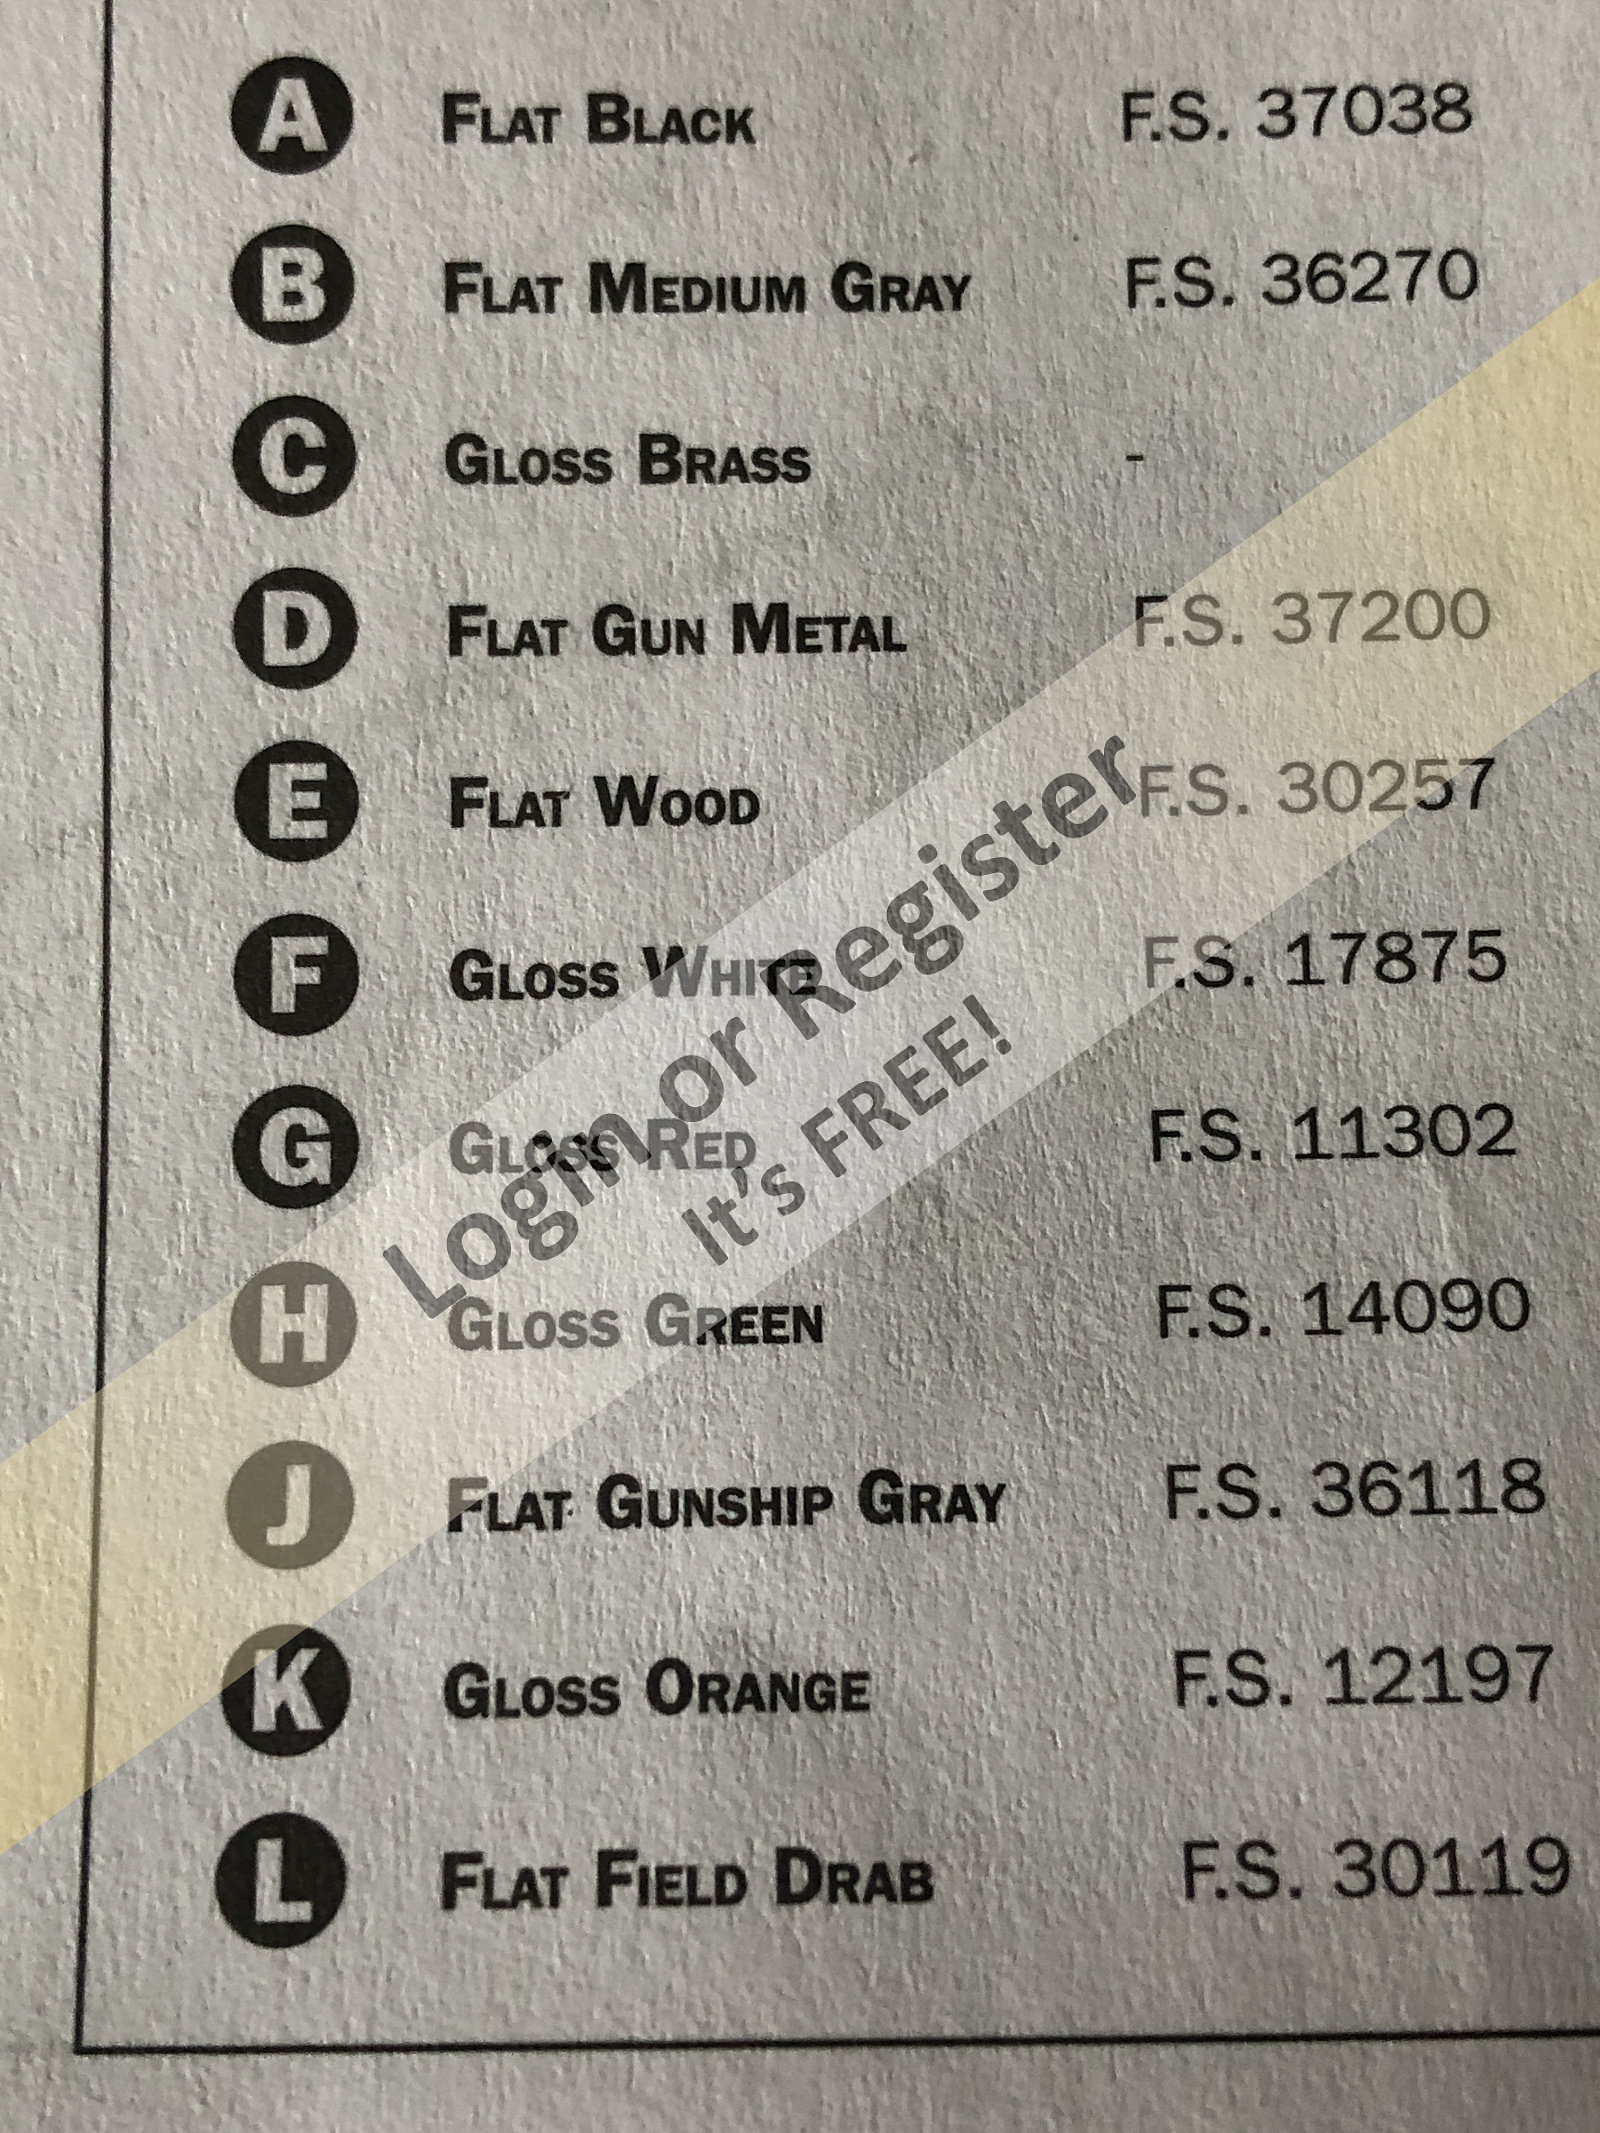 A FLAT BLACK F.S. 37038
B FLAT MEDIUM GRAY F.S. 36270
C GLOSS BRASS -
D FLAT GUN METAL F.S. 37200
E FLAT WOOD F.S. 30257
F GLOSS WHITE F.S. 17875
G GLOSS RED F.S. 11302
H GLOSS GREEN F.S. 14090
J FLAT GUNSHIP GRAY F.S. 36118
K GLOSS ORANGE F.S. 12197
L FLAT FIELD DRAB F.S. 30119
Login or Register
It's FREE!